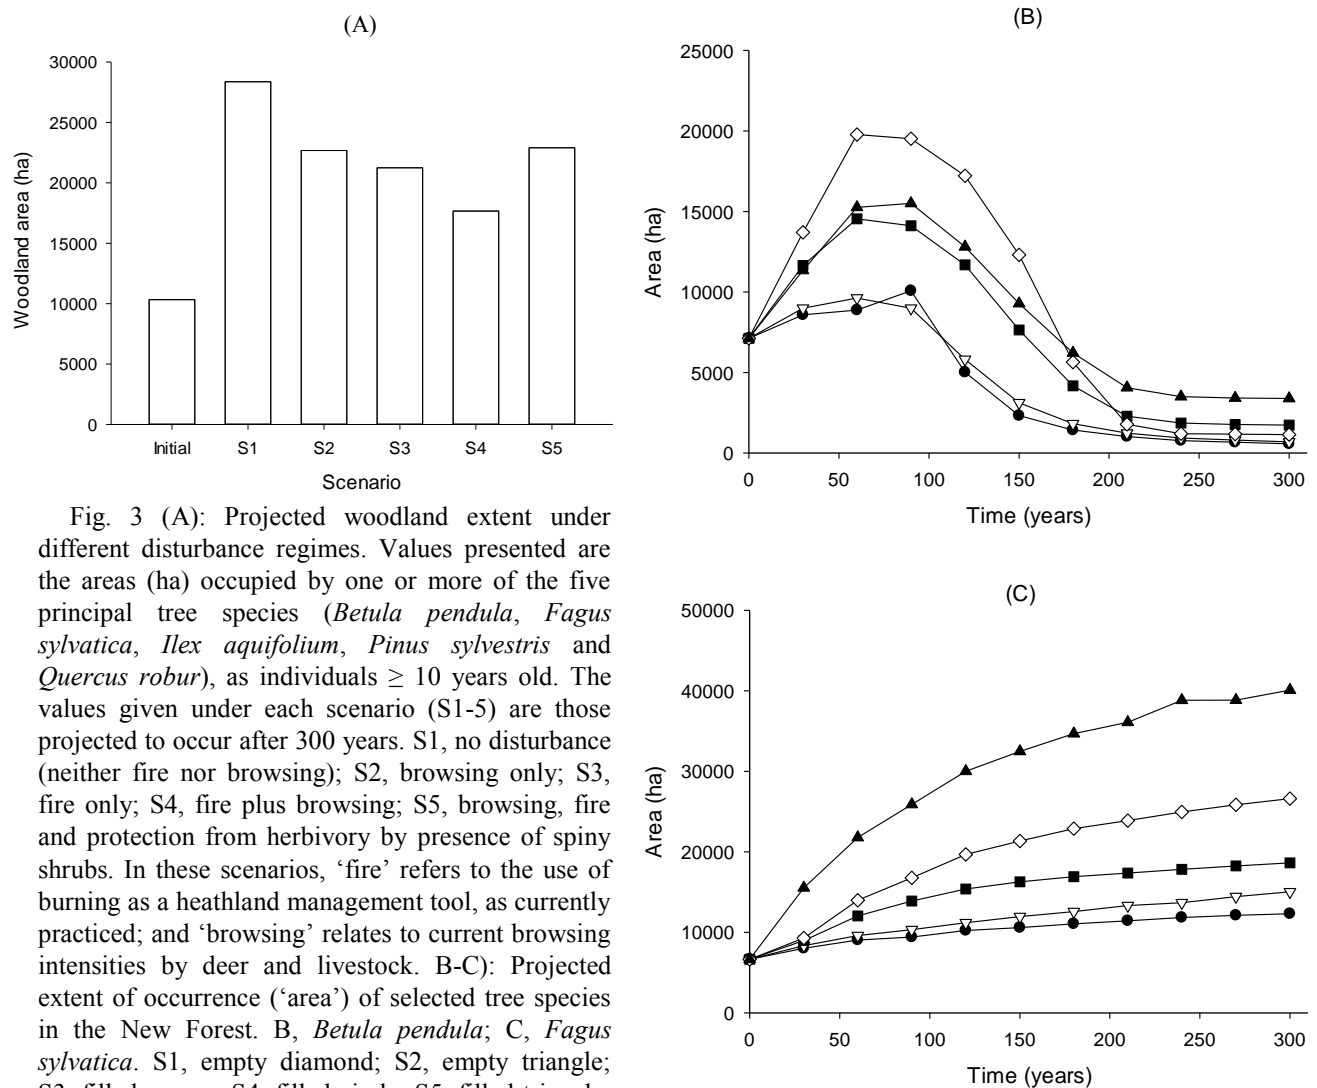 (A)
30000
25000
20000
15000
10000
5000
0
Woodland area (ha)
Initial S1 S2 S3 S4 S5
Scenario
Fig. 3 (A): Projected woodland extent under
different disturbance regimes. Values presented are
the areas (ha) occupied by one or more of the five
principal tree species (Betula pendula, Fagus
sylvatica, Ilex aquifolium, Pinus sylvestris and
Quercus robur), as individuals ≥ 10 years old. The
values given under each scenario (S1-5) are those
projected to occur after 300 years. S1, no disturbance
(neither fire nor browsing); S2, browsing only; S3,
fire only; S4, fire plus browsing; S5, browsing, fire
and protection from herbivory by presence of spiny
shrubs. In these scenarios, ‘fire’ refers to the use of
burning as a heathland management tool, as currently
practiced; and ‘browsing’ relates to current browsing
intensities by deer and livestock. B-C): Projected
extent of occurrence (‘area’) of selected tree species
in the New Forest. B, Betula pendula; C, Fagus
sylvatica. S1, empty diamond; S2, empty triangle;
(B)
25000
20000
15000
10000
5000
0
Area (ha)
0 50 100 150 200 250 300
Time (years)
(C)
50000
40000
30000
20000
10000
0
Area (ha)
0 50 100 150 200 250 300
Time (years)